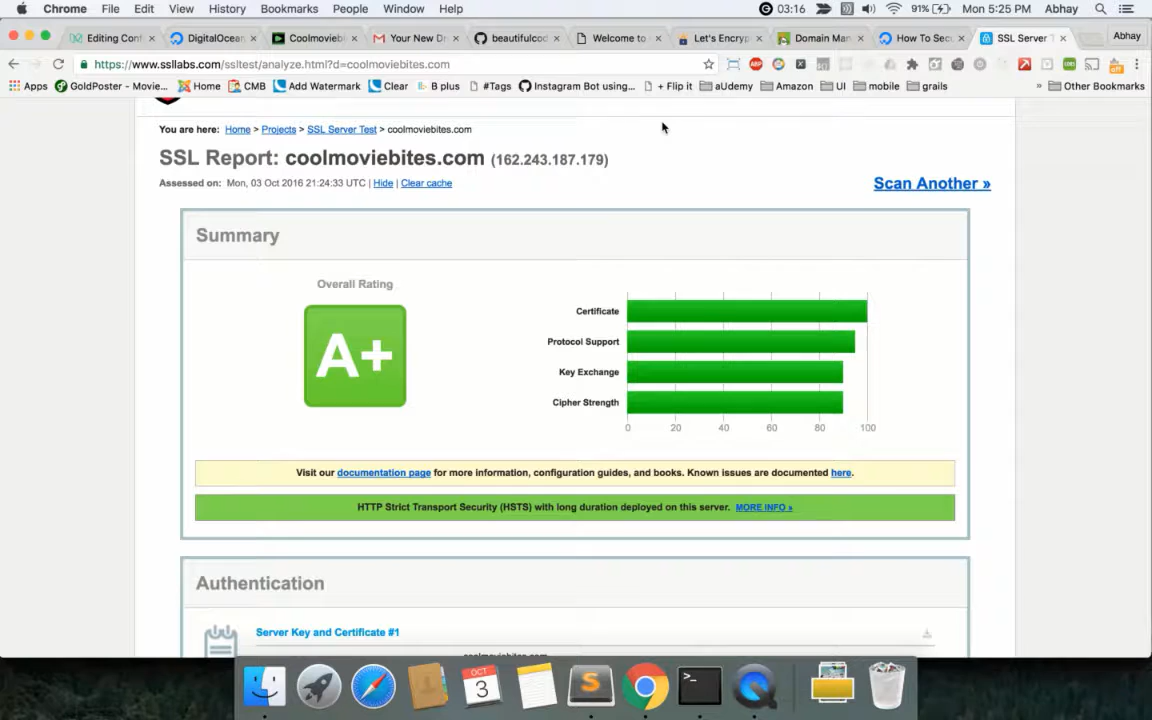 Chrome File Edit View History Bookmarks People Window Help 03:16 91% Mon 5:25 PM Abhay
Editing Con DigitalOcean Coolmoviebi Your New Dr beautifulcod Welcome to Let's Encryp Domain Man How To Secu SSL Server T Abhay
https://www.ssllabs.com/ssltest/analyze.html?d=coolmoviebites.com
Apps GoldPoster - Movie... Home CMB Add Watermark Clear B plus #Tags Instagram Bot using... + Flip it aUdemy Amazon UI mobile grails » Other Bookmarks
You are here: Home > Projects > SSL Server Test > coolmoviebites.com
SSL Report: coolmoviebites.com (162.243.187.179)
Assessed on: Mon, 03 Oct 2016 21:24:33 UTC | Hide | Clear cache
Scan Another »
Summary
Overall Rating
A+
Certificate
Protocol Support
Key Exchange
Cipher Strength
0 20 40 60 80 100
Visit our documentation page for more information, configuration guides, and books. Known issues are documented here.
HTTP Strict Transport Security (HSTS) with long duration deployed on this server. MORE INFO »
Authentication
Server Key and Certificate #1
coolmoviebites.com
OCT
3
S
>_